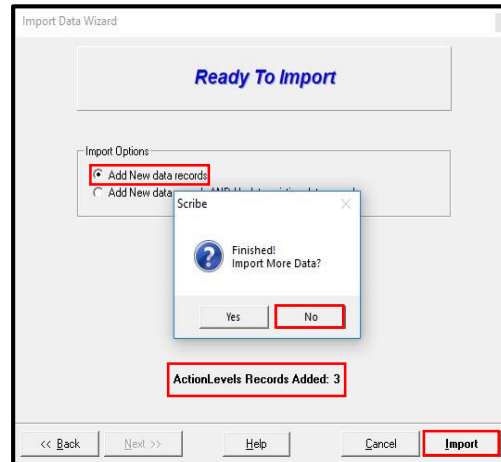 Import Data Wizard
Ready To Import
Import Options
Add New data records
Add New data
Scribe
Finished!
Import More Data?
Yes
No
ActionLevels Records Added: 3
<< Back
Next >>
Help
Cancel
Import